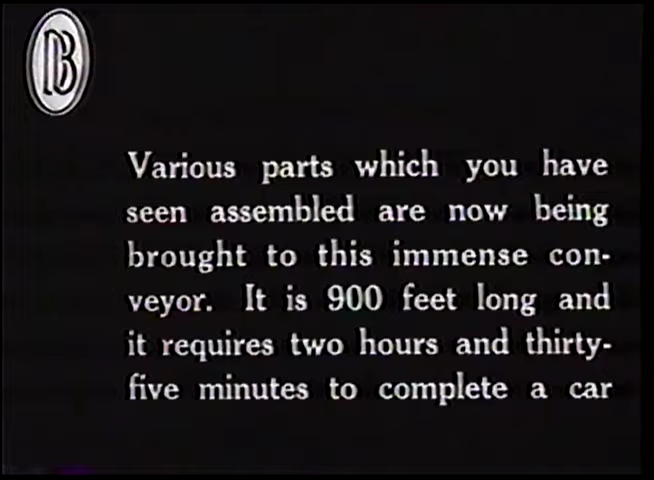 DB
Various parts which you have
seen assembled are now being
brought to this immense con-
veyor. It is 900 feet long and
it requires two hours and thirty-
five minutes to complete a car